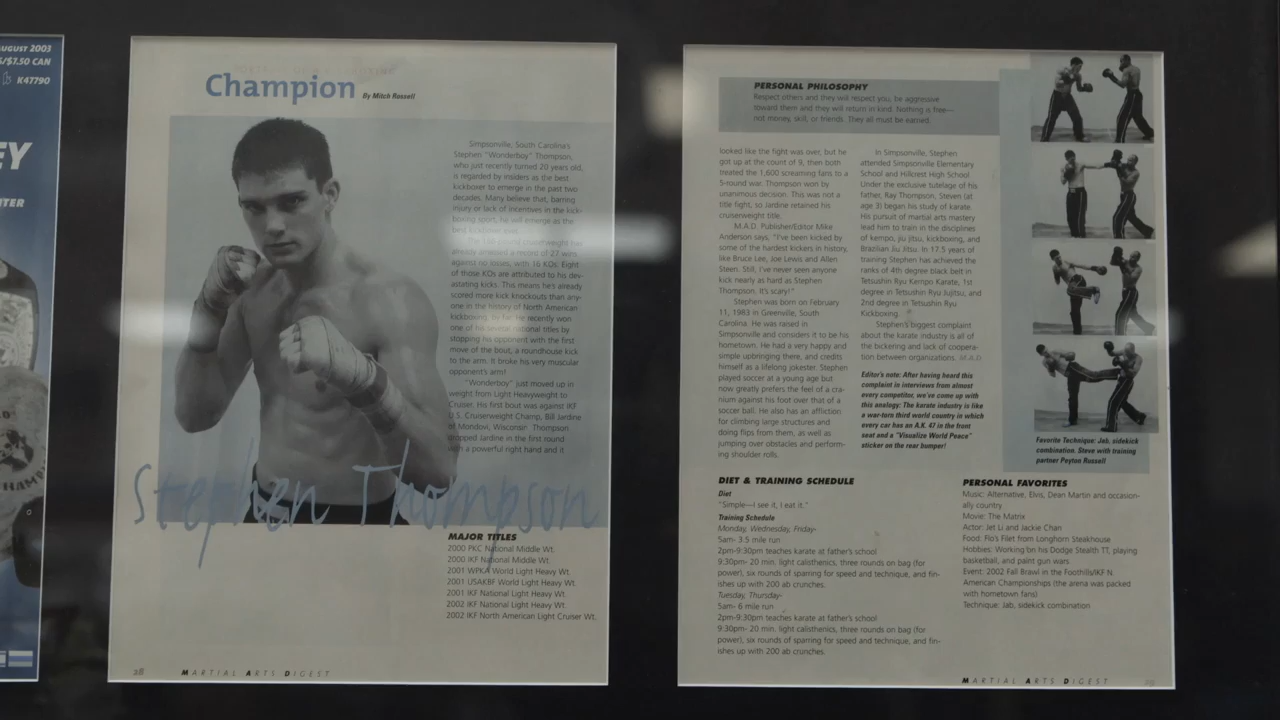 AUGUST 2003
/$7.50 CAN
K47790
EY
Champion
By Mitch Russell
Simpsonville, South Carolina's
Stephen "Wonderboy" Thompson,
who just recently turned 20 years old,
is regarded by insiders as the best
kickboxer to emerge in the past two
decades. Many believe that, barring
injury or lack of incentives in the kick-
boxing sport, he will emerge as the
best kickboxer ever.
The 186-pound cruiserweight has
already amassed a record of 27 wins
against no losses, with 16 KOs. Eight
of those KOs are attributed to his dev-
astating kicks. This means he's already
scored more kick knockouts than any-
one in the history of North American
kickboxing, by far. He recently won
one of his several national titles by
stopping his opponent with the first
move of the bout, a roundhouse kick
to the arm. It broke his very muscular
opponent's arm!
"Wonderboy" just moved up in
weight from Light Heavyweight to
Cruiser. His first bout was against IKF
U.S. Cruiserweight Champ, Bill Jardine
of Mondovi, Wisconsin. Thompson
dropped Jardine in the first round
with a powerful right hand and it
Stephen Thompson
MAJOR TITLES
2000 PKC National Middle Wt.
2000 IKF National Middle Wt.
2001 WPKA World Light Heavy Wt.
2001 USAKBF World Light Heavy Wt.
2001 IKF National Light Heavy Wt.
2002 IKF National Light Heavy Wt.
2002 IKF North American Light Cruiser Wt.
28 MARTIAL ARTS DIGEST
PERSONAL PHILOSOPHY
Respect others and they will respect you, be aggressive
toward them and they will return in kind. Nothing is free—
not money, skill, or friends. They all must be earned.
looked like the fight was over, but he
got up at the count of 9, then both
treated the 1,600 screaming fans to a
5-round war. Thompson won by
unanimous decision. This was not a
title fight, so Jardine retained his
cruiserweight title.
M.A.D. Publisher/Editor Mike
Anderson says, "I've been kicked by
some of the hardest kickers in history,
like Bruce Lee, Joe Lewis and Allen
Steen. Still, I've never seen anyone
kick nearly as hard as Stephen
Thompson. It's scary!"
Stephen was born on February
11, 1983 in Greenville, South
Carolina. He was raised in
Simpsonville and considers it to be his
hometown. He had a very happy and
simple upbringing there, and credits
himself as a lifelong jokester. Stephen
played soccer at a young age but
now greatly prefers the feel of a cra-
nium against his foot over that of a
soccer ball. He also has an affliction
for climbing large structures and
doing flips from them, as well as
jumping over obstacles and perform-
ing shoulder rolls.
In Simpsonville, Stephen
attended Simpsonville Elementary
School and Hillcrest High School
Under the exclusive tutelage of his
father, Ray Thompson, Steven (at
age 3) began his study of karate.
His pursuit of martial arts mastery
lead him to train in the disciplines
of kempo, jiu jitsu, kickboxing, and
Brazilian Jiu Jitsu. In 17.5 years of
training Stephen has achieved the
ranks of 4th degree black belt in
Tetsushin Ryu Kempo Karate, 1st
degree in Tetsushin Ryu Jujitsu, and
2nd degree in Tetsushin Ryu
Kickboxing.
Stephen's biggest complaint
about the karate industry is all of
the bickering and lack of coopera-
tion between organizations. M.A.D.
Editor's note: After having heard this
complaint in interviews from almost
every competitor, we've come up with
this analogy: The karate industry is like
a war-torn third world country in which
every car has an A.K. 47 in the front
seat and a "Visualize World Peace"
sticker on the rear bumper!
Favorite Technique: Jab, sidekick
combination. Steve with training
partner Peyton Russell
DIET & TRAINING SCHEDULE
Diet
"Simple—I see it, I eat it."
Training Schedule
Monday, Wednesday, Friday-
5am- 3.5 mile run
2pm-9:30pm teaches karate at father's school
9:30pm- 20 min. light calisthenics, three rounds on bag (for
power), six rounds of sparring for speed and technique, and fin-
ishes up with 200 ab crunches.
Tuesday, Thursday-
5am- 6 mile run
2pm-9:30pm teaches karate at father's school
9:30pm- 20 min. light calisthenics, three rounds on bag (for
power), six rounds of sparring for speed and technique, and fin-
ishes up with 200 ab crunches.
PERSONAL FAVORITES
Music: Alternative, Elvis, Dean Martin and occasion-
ally country
Movie: The Matrix
Actor: Jet Li and Jackie Chan
Food: Flo's Filet from Longhorn Steakhouse
Hobbies: Working on his Dodge Stealth TT, playing
basketball, and paint gun wars.
Event: 2002 Fall Brawl in the Foothills/IKF N.
American Championships (the arena was packed
with hometown fans)
Technique: Jab, sidekick combination
MARTIAL ARTS DIGEST